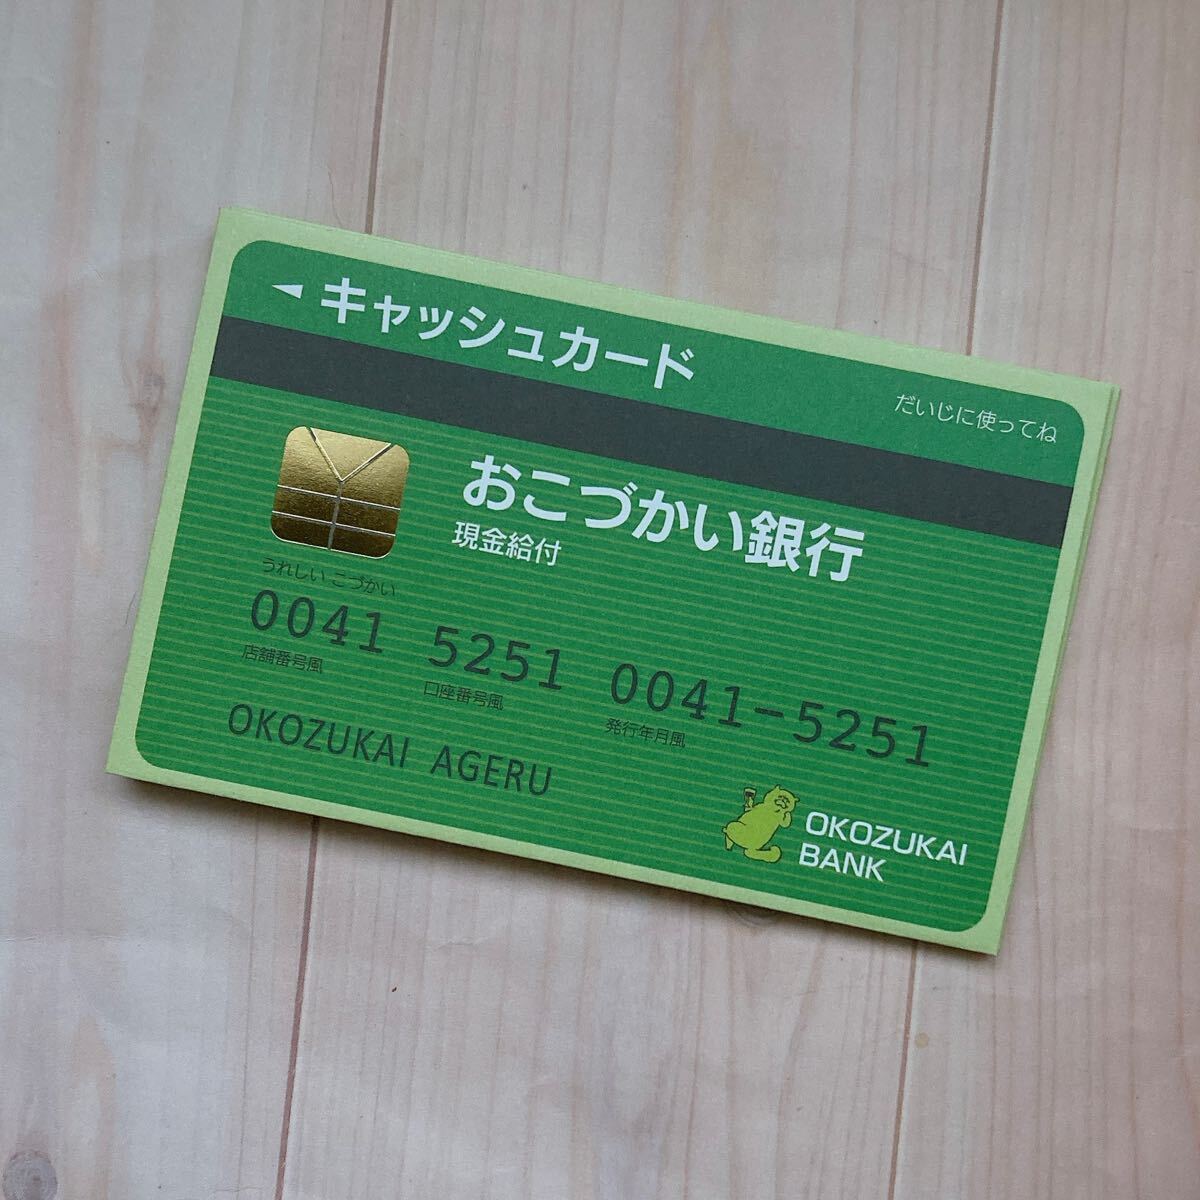 キャッシュカード
だいじに使ってね
おこづかい銀行
現金給付
うれしい こづかい
0041 5251 0041-5251
店舗番号風 口座番号風 発行年月風
OKOZUKAI AGERU
OKOZUKAI
BANK